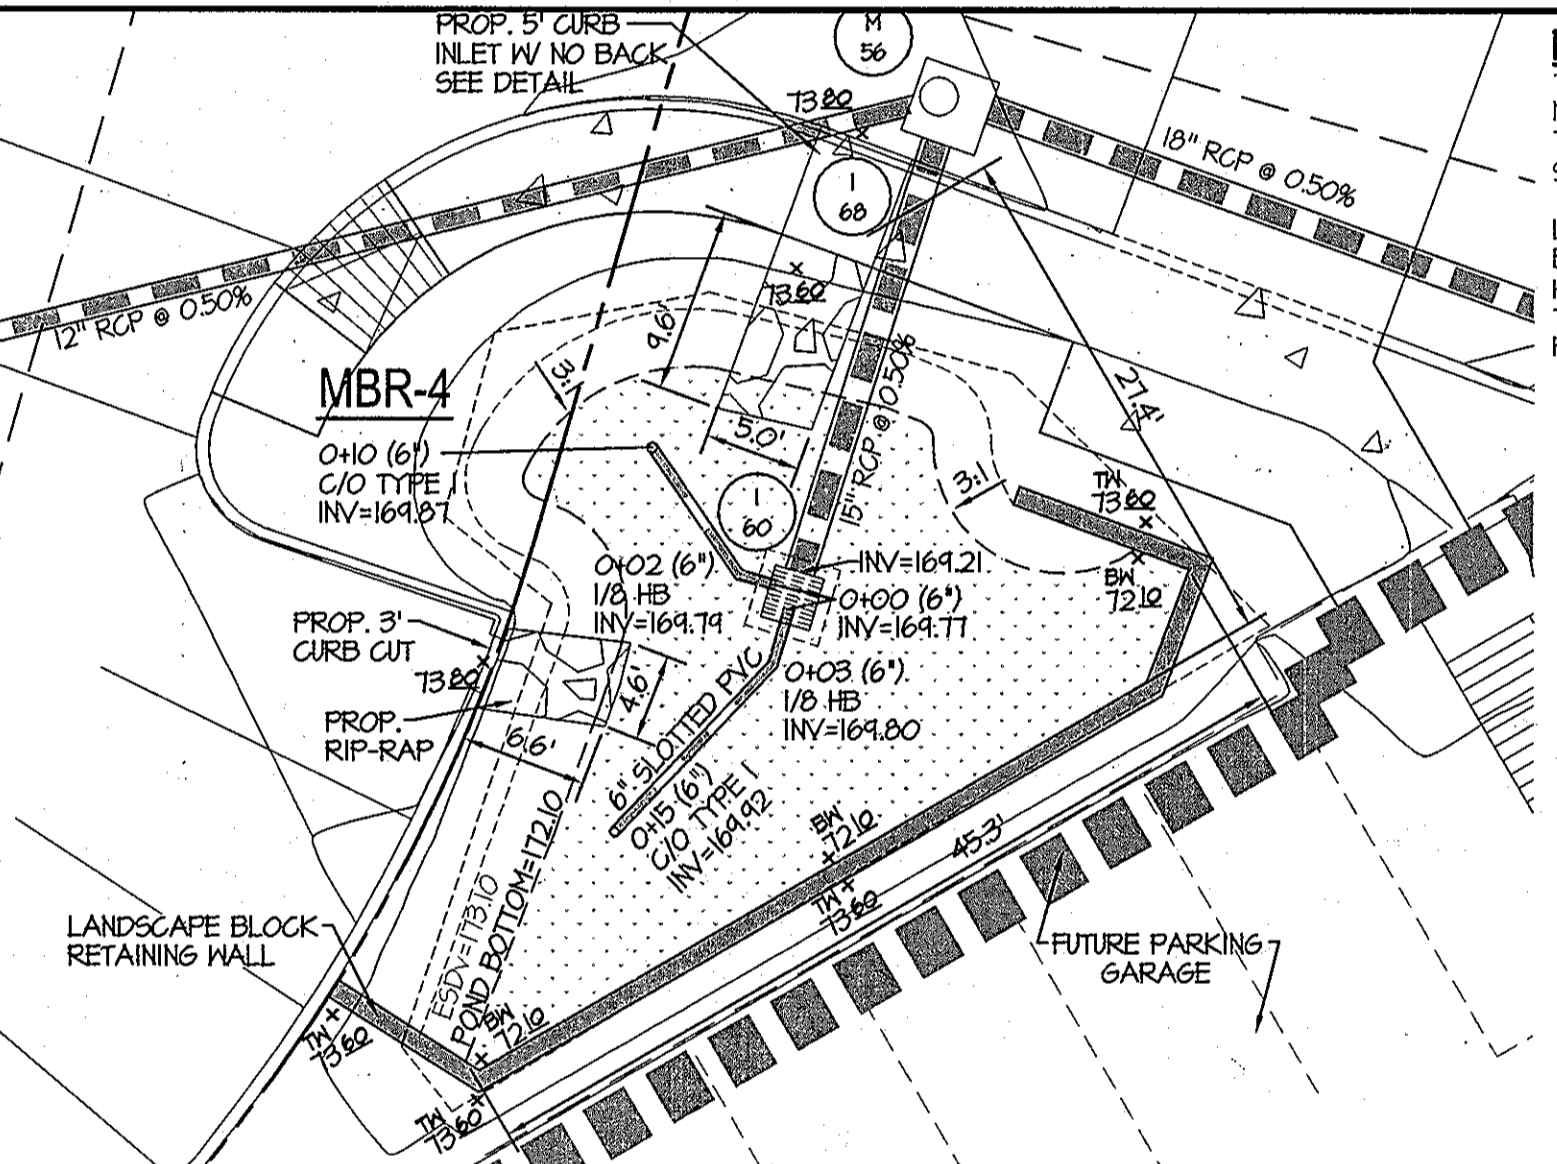 PROP. 5' CURB
INLET W/ NO BACK
SEE DETAIL
M
56
73 80
18" RCP @ 0.50%
1
68
73 60
12" RCP @ 0.50%
9.6'
3:1
MBR-4
0+10 (6")
C/O TYPE 1
INV=169.87
5.0'
15" RCP @ 0.50%
27.4'
3:1
TW
73 60
1
60
0+02 (6")
1/8 HB
INV=169.79
INV=169.21
0+00 (6")
INV=169.77
BW
72 10
PROP. 3'
CURB CUT
73 80
0+03 (6")
1/8 HB
INV=169.80
4.6'
PROP.
RIP-RAP
6.6'
6" SLOTTED PVC
0+15 (6")
C/O TYPE 1
INV=169.92
BW
72 10
45.3'
TW
73 60
LANDSCAPE BLOCK
RETAINING WALL
ESDv=173.10
POND BOTTOM=172.10
FUTURE PARKING
GARAGE
BW
72 10
TW
73 60
TW
73 60